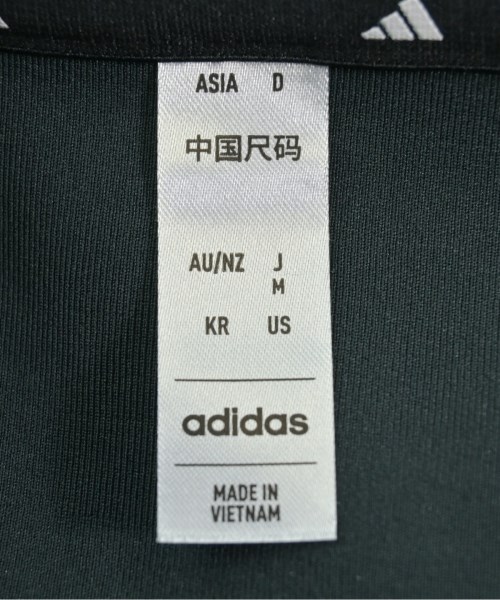 ASIA D
中国尺码
AU/NZ J
M
KR US
adidas
MADE IN
VIETNAM